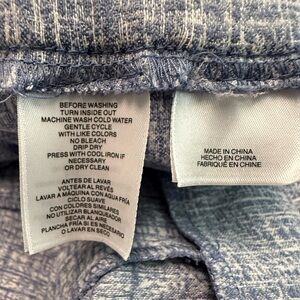 BEFORE WASHING
TURN INSIDE OUT
MACHINE WASH COLD WATER
GENTLE CYCLE
WITH LIKE COLORS
NO BLEACH
DRIP DRY
PRESS WITH COOL IRON IF
NECESSARY
OR DRY CLEAN
ANTES DE LAVAR
VOLTEAR AL REVÉS
LAVAR A MÁQUINA CON AGUA FRÍA
CICLO SUAVE
CON COLORES SIMILARES
NO UTILIZAR BLANQUEADOR
SECAR AL AIRE
PLANCHA FRÍA SI ES NECESARIO
O LAVADO EN SECO
MADE IN CHINA
HECHO EN CHINA
FABRIQUÉ EN CHINE